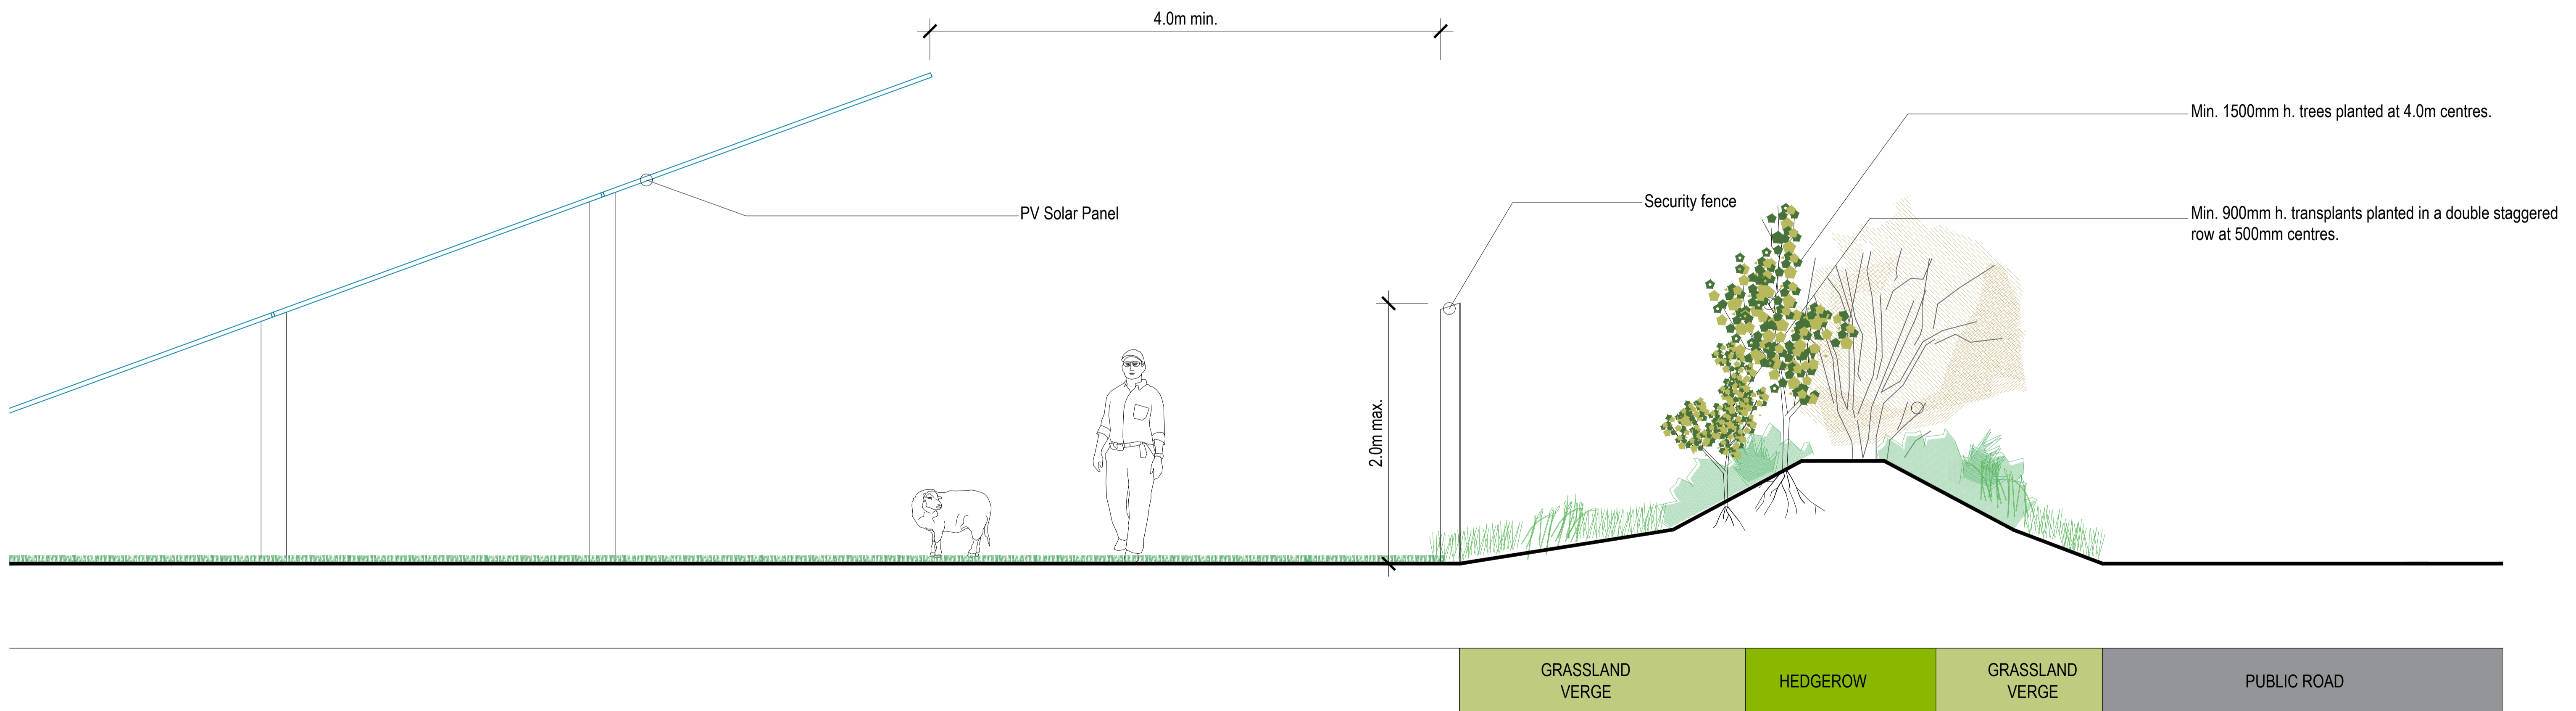 4.0m min.
Min. 1500mm h. trees planted at 4.0m centres.
Security fence
PV Solar Panel
Min. 900mm h. transplants planted in a double staggered
row at 500mm centres.
2.0m max.
GRASSLAND
VERGE
HEDGEROW
GRASSLAND
VERGE
PUBLIC ROAD